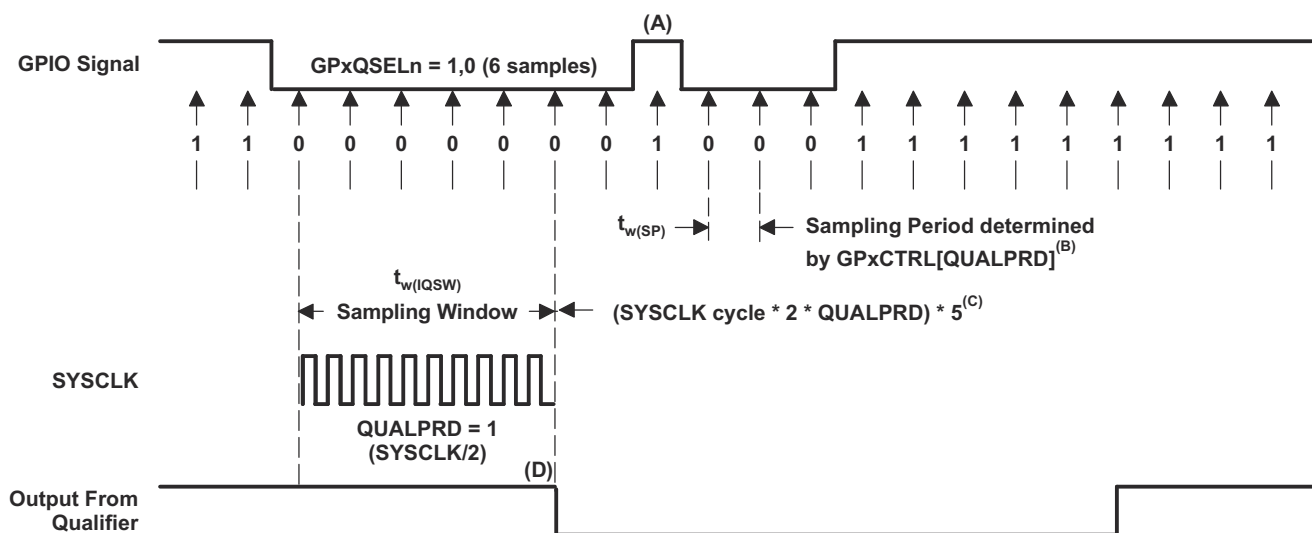 (A)
GPIO Signal
GPxQSELn = 1,0 (6 samples)
1 1 0 0 0 0 0 0 0 1 0 0 0 1 1 1 1 1 1 1 1 1
tw(SP)
Sampling Period determined
by GPxCTRL[QUALPRD](B)
tw(IQSW)
Sampling Window
(SYSCLK cycle * 2 * QUALPRD) * 5(C)
SYSCLK
QUALPRD = 1
(SYSCLK/2)
(D)
Output From
Qualifier